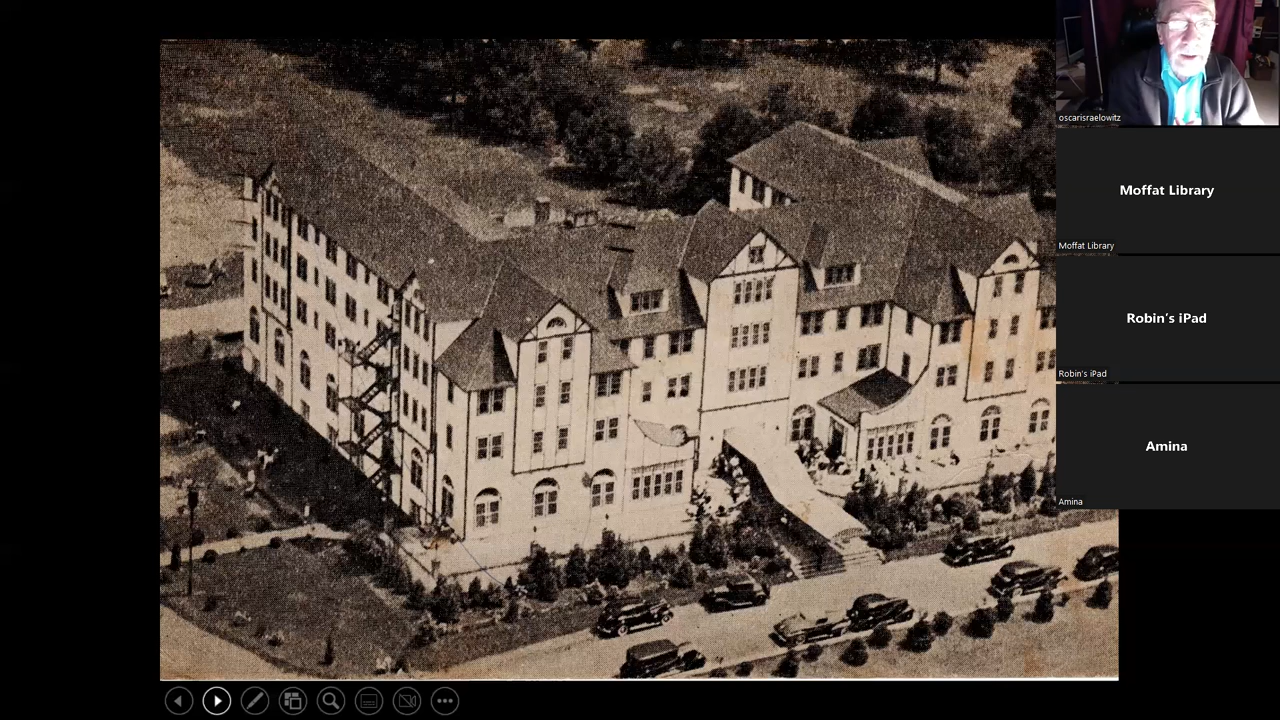 oscarisraelowitz
Moffat Library
Moffat Library
Robin's iPad
Robin's iPad
Amina
Amina